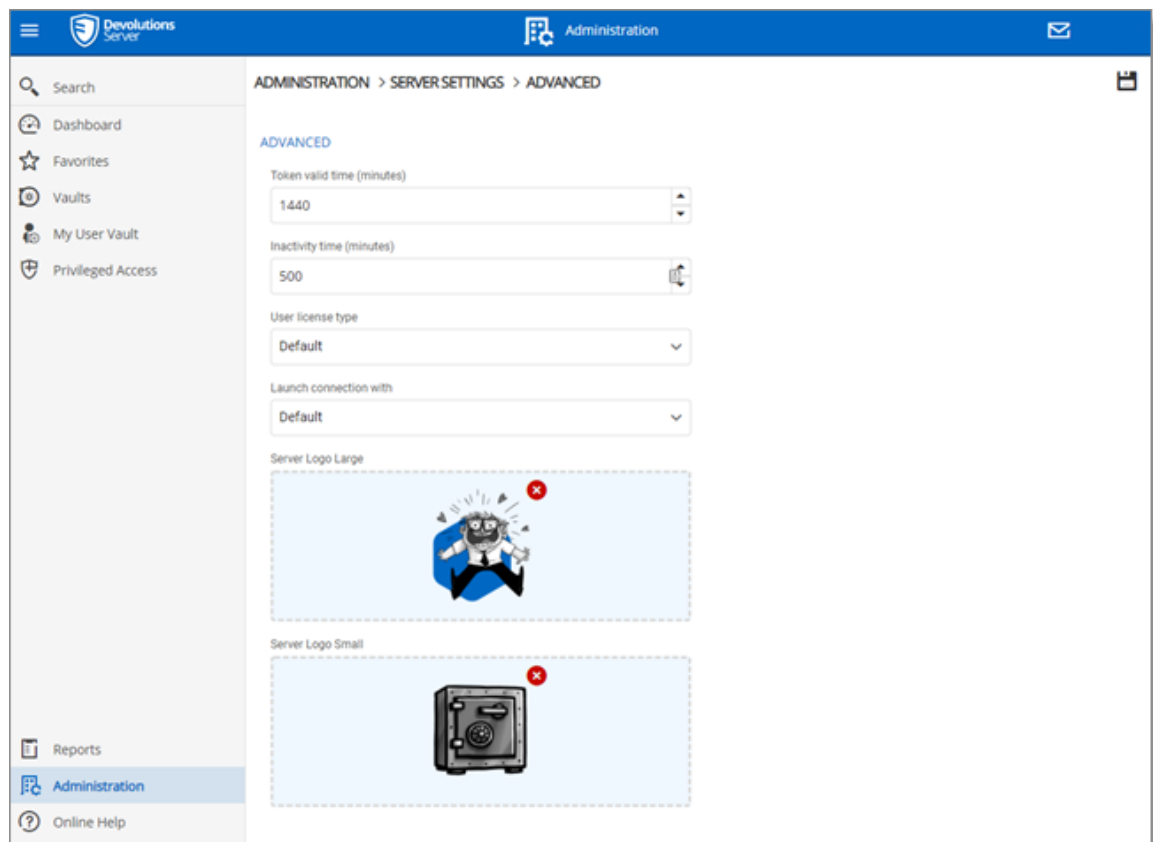 Devolutions
Server
Administration
Search
Dashboard
Favorites
Vaults
My User Vault
Privileged Access
Reports
Administration
Online Help
ADMINISTRATION > SERVER SETTINGS > ADVANCED
ADVANCED
Token valid time (minutes)
1440
Inactivity time (minutes)
500
User license type
Default
Launch connection with
Default
Server Logo Large
Server Logo Small